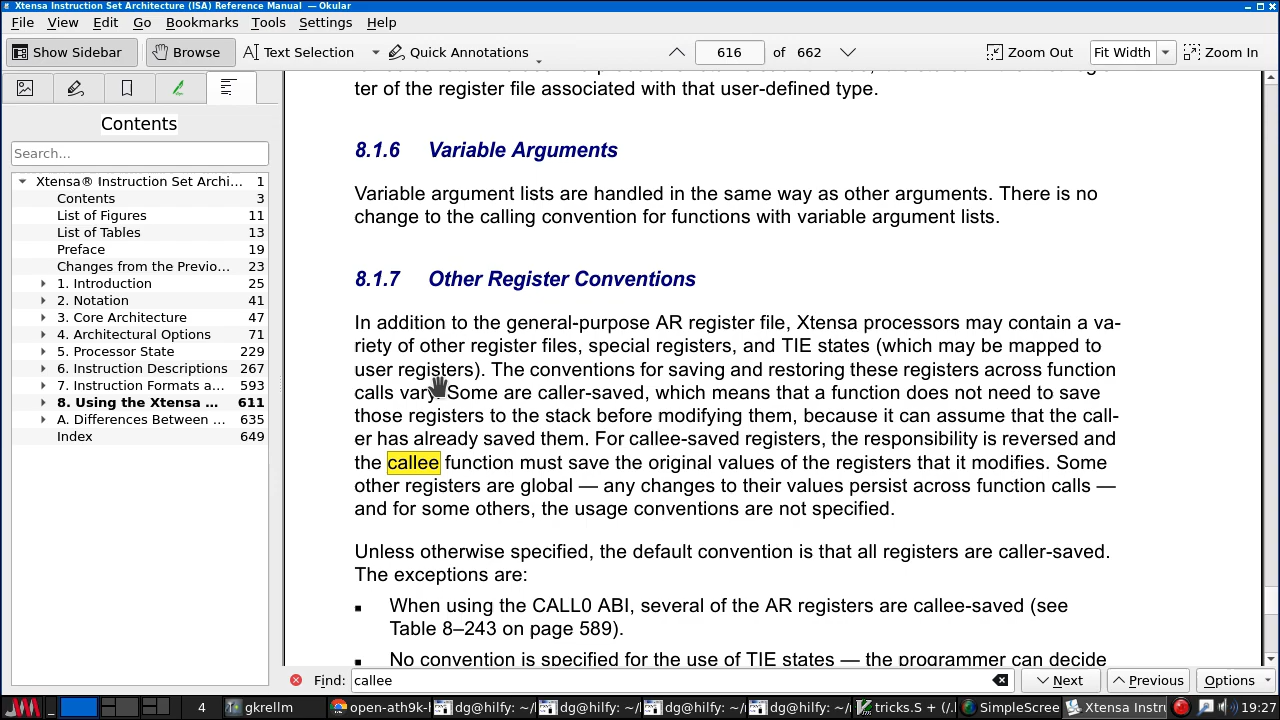 Xtensa Instruction Set Architecture (ISA) Reference Manual — Okular
File View Edit Go Bookmarks Tools Settings Help
Show Sidebar Browse Text Selection Quick Annotations 616 of 662 Zoom Out Fit Width Zoom In
Contents
Search...
Xtensa® Instruction Set Archi... 1
Contents 3
List of Figures 11
List of Tables 13
Preface 19
Changes from the Previo... 23
1. Introduction 25
2. Notation 41
3. Core Architecture 47
4. Architectural Options 71
5. Processor State 229
6. Instruction Descriptions 267
7. Instruction Formats a... 593
8. Using the Xtensa ... 611
A. Differences Between ... 635
Index 649
ter of the register file associated with that user-defined type.
8.1.6 Variable Arguments
Variable argument lists are handled in the same way as other arguments. There is no
change to the calling convention for functions with variable argument lists.
8.1.7 Other Register Conventions
In addition to the general-purpose AR register file, Xtensa processors may contain a va-
riety of other register files, special registers, and TIE states (which may be mapped to
user registers). The conventions for saving and restoring these registers across function
calls vary. Some are caller-saved, which means that a function does not need to save
those registers to the stack before modifying them, because it can assume that the call-
er has already saved them. For callee-saved registers, the responsibility is reversed and
the callee function must save the original values of the registers that it modifies. Some
other registers are global — any changes to their values persist across function calls —
and for some others, the usage conventions are not specified.
Unless otherwise specified, the default convention is that all registers are caller-saved.
The exceptions are:
▪ When using the CALL0 ABI, several of the AR registers are callee-saved (see
Table 8–243 on page 589).
▪ No convention is specified for the use of TIE states — the programmer can decide
Find: callee Next Previous Options
4 gkrellm open-ath9k-h dg@hilfy: ~/ dg@hilfy: ~/ dg@hilfy: ~/ dg@hilfy: ~/ tricks.S + (/. SimpleScree Xtensa Instr 19:27